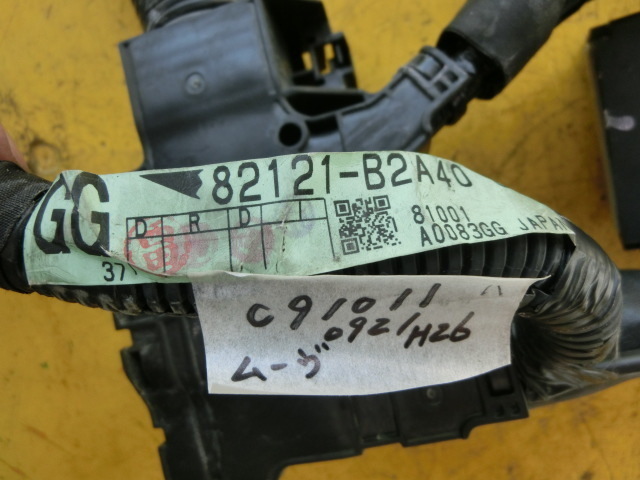 GG
82121-B2A40
D R D I
81001
A0083GG JAPAN
37
C91011
0921/H26
ムーヴ